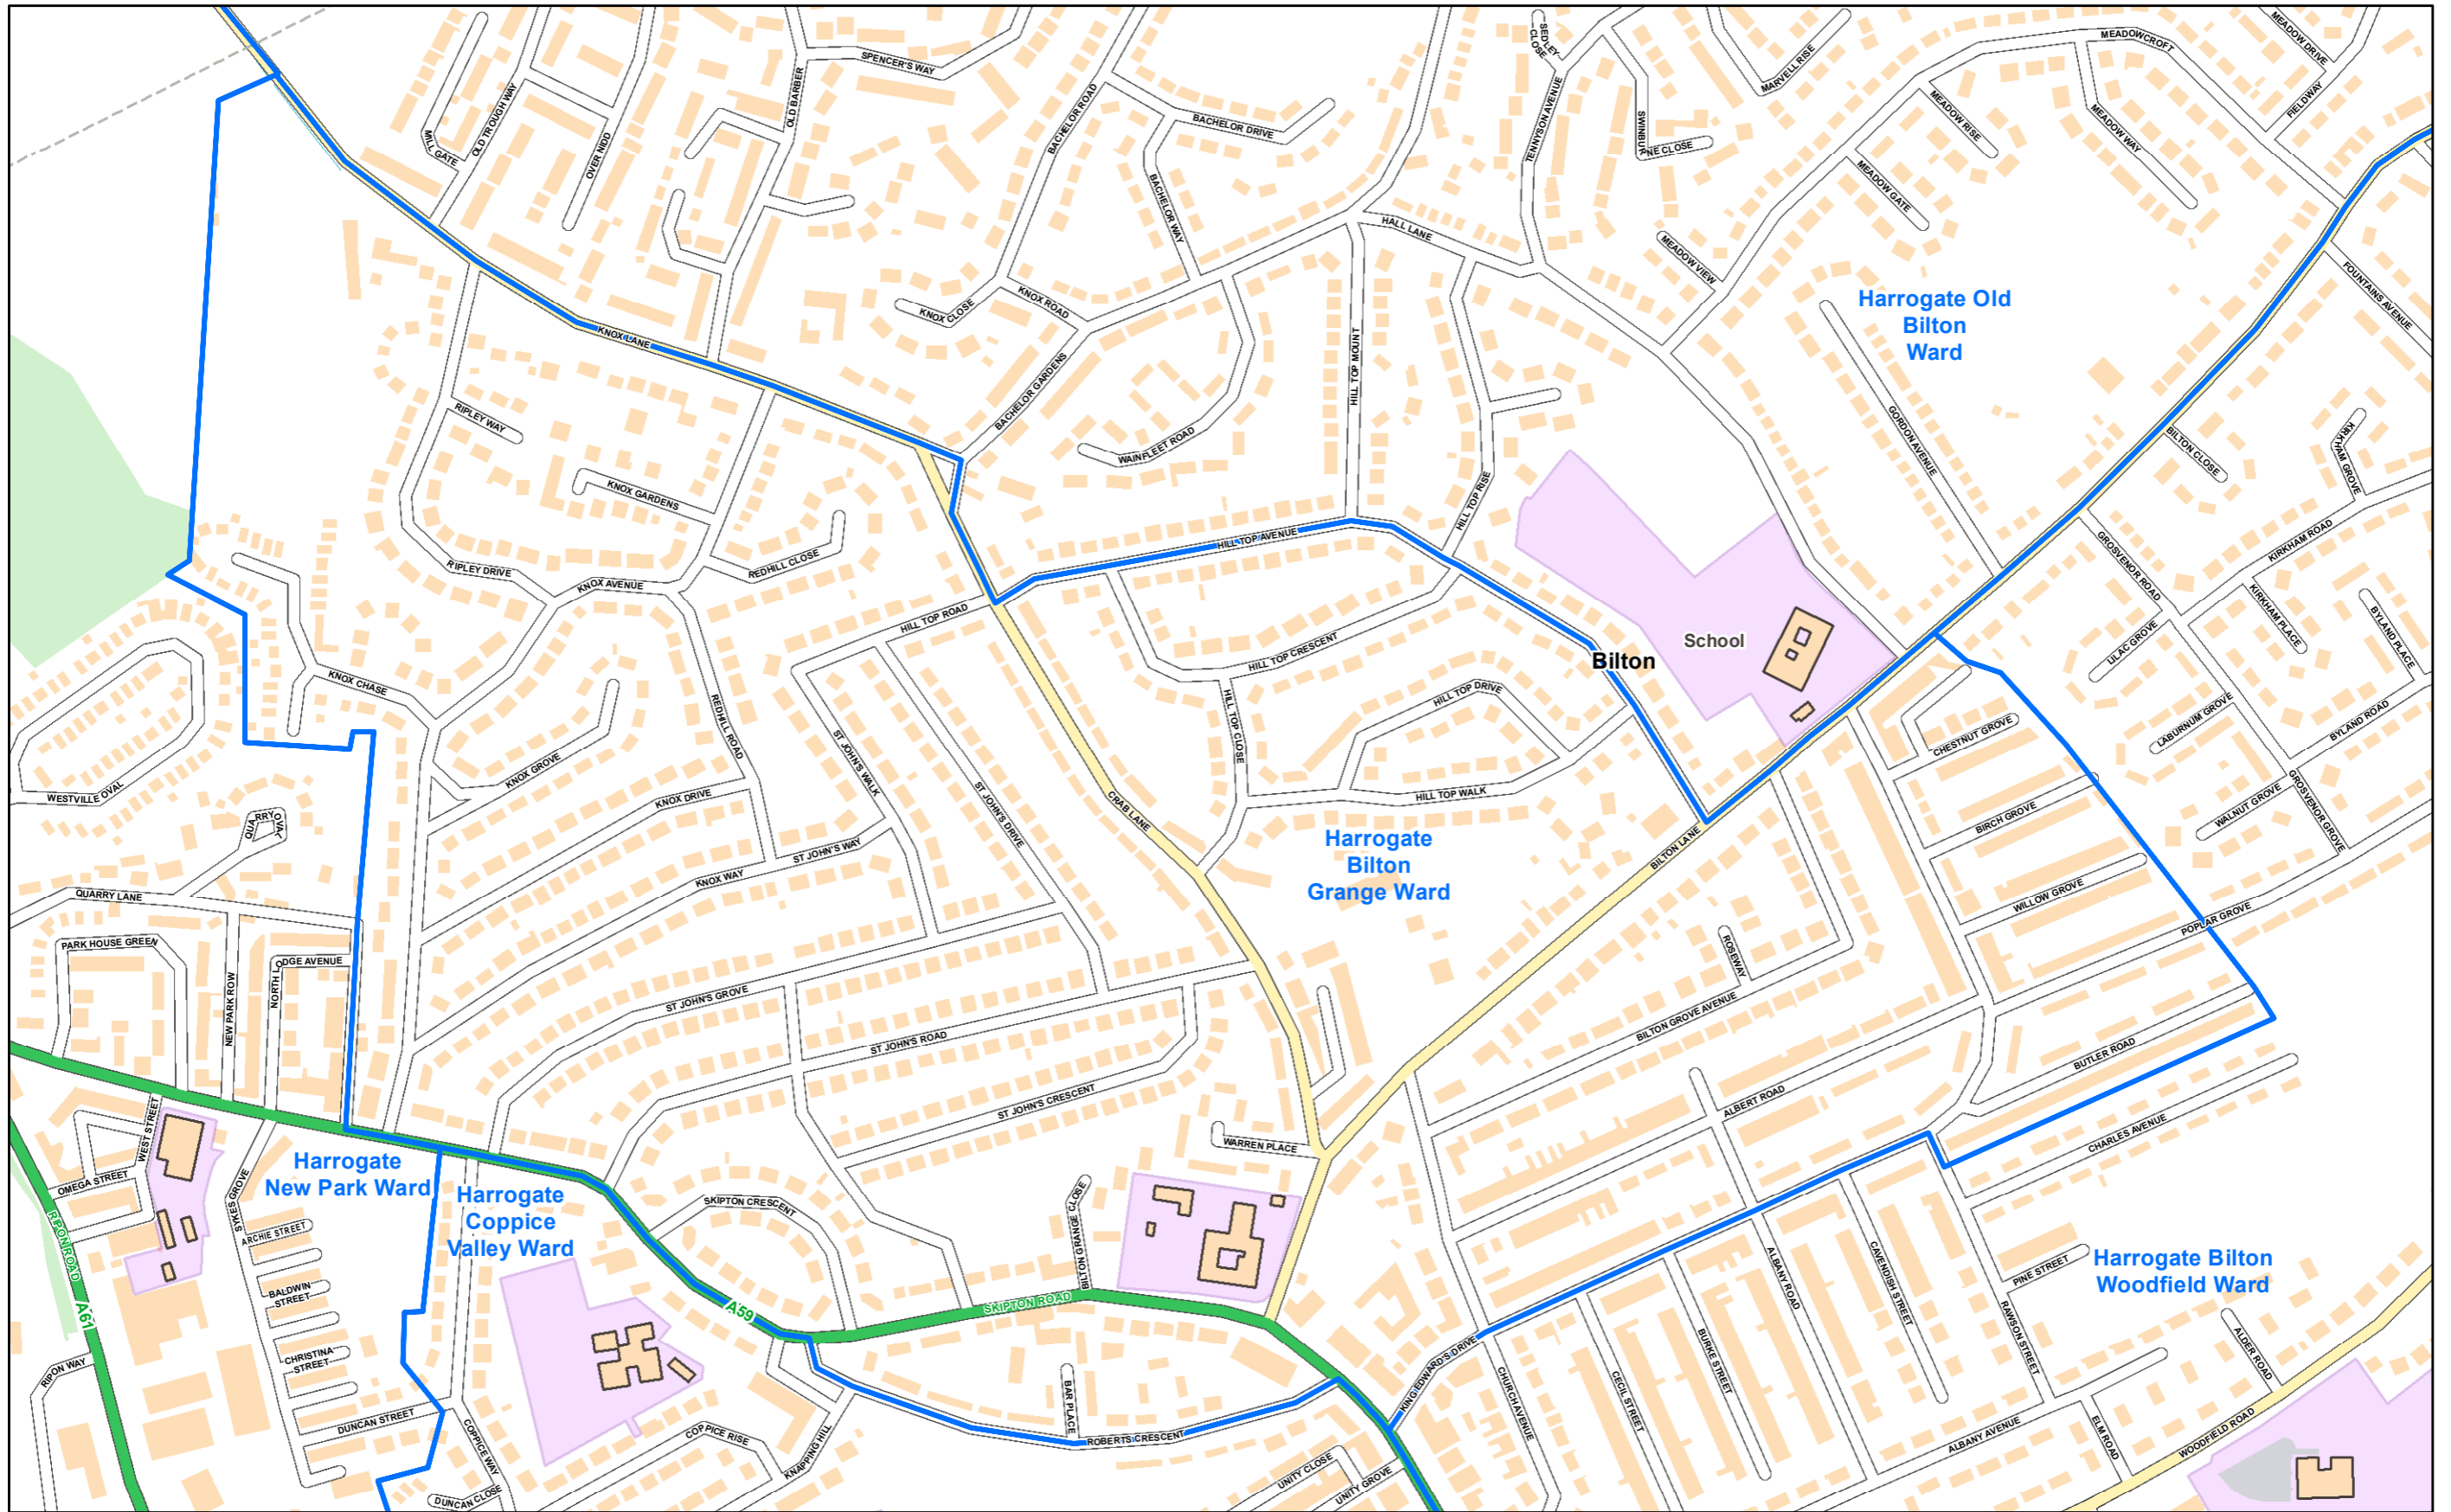 SPENCER'S WAY
OLD BARBER
OLD TROUGH WAY
MILL GATE
OVER NIDD
BACHELOR ROAD
BACHELOR DRIVE
BACHELOR WAY
SEDLEY
CLOSE
TENNYSON AVENUE
SWINBUR
NE CLOSE
MARVELL RISE
MEADOWCROFT
MEADOW DRIVE
FIELDWAY
MEADOW RISE
MEADOW WAY
MEADOW GATE
MEADOW VIEW
HALL LANE
FOUNTAINS AVENUE
Harrogate Old
Bilton
Ward
KNOX CLOSE
KNOX ROAD
KNOX LANE
BACHELOR GARDENS
HILL TOP MOUNT
WAINFLEET ROAD
HILL TOP RISE
GORDON AVENUE
BILTON CLOSE
KIRKHAM GROVE
KIRKHAM ROAD
RIPLEY WAY
KNOX GARDENS
RIPLEY DRIVE
KNOX AVENUE
REDHILL CLOSE
HILL TOP AVENUE
HILL TOP ROAD
HILL TOP CRESCENT
HILL TOP DRIVE
HILL TOP CLOSE
HILL TOP WALK
Bilton
School
GROSVENOR ROAD
KIRKHAM PLACE
BYLAND PLACE
LILAC GROVE
LABURNUM GROVE
BYLAND ROAD
WALNUT GROVE
GROSVENOR GROVE
KNOX CHASE
REDHILL ROAD
ST JOHN'S WALK
ST JOHN'S DRIVE
CRAB LANE
KNOX GROVE
KNOX DRIVE
ST JOHN'S WAY
KNOX WAY
WESTVILLE OVAL
QUARRY
OVAL
QUARRY LANE
PARK HOUSE GREEN
NEW PARK ROW
NORTH LODGE AVENUE
Harrogate
Bilton
Grange Ward
BILTON LANE
CHESTNUT GROVE
BIRCH GROVE
WILLOW GROVE
POPLAR GROVE
ROSEWAY
BILTON GROVE AVENUE
BUTLER ROAD
ST JOHN'S GROVE
ST JOHN'S ROAD
ST JOHN'S CRESCENT
ALBERT ROAD
CHARLES AVENUE
WARREN PLACE
WEST STREET
OMEGA STREET
RIPON ROAD
A61
SYKES GROVE
Harrogate
New Park Ward
Harrogate
Coppice
Valley Ward
SKIPTON CRESCENT
BILTON GRANGE CLOSE
ARCHIE STREET
BALDWIN
STREET
CHRISTINA
STREET
RIPON WAY
DUNCAN STREET
COPPICE WAY
DUNCAN CLOSE
A59
SKIPTON ROAD
COPPICE RISE
KNAPPING HILL
BAR PLACE
ROBERTS CRESCENT
UNITY CLOSE
UNITY GROVE
KING EDWARD'S DRIVE
CHURCH AVENUE
CECIL STREET
BURKE STREET
ALBANY ROAD
CAVENDISH STREET
PINE STREET
RAWSON STREET
Harrogate Bilton
Woodfield Ward
ALDER ROAD
ALBANY AVENUE
ELM ROAD
WOODFIELD ROAD